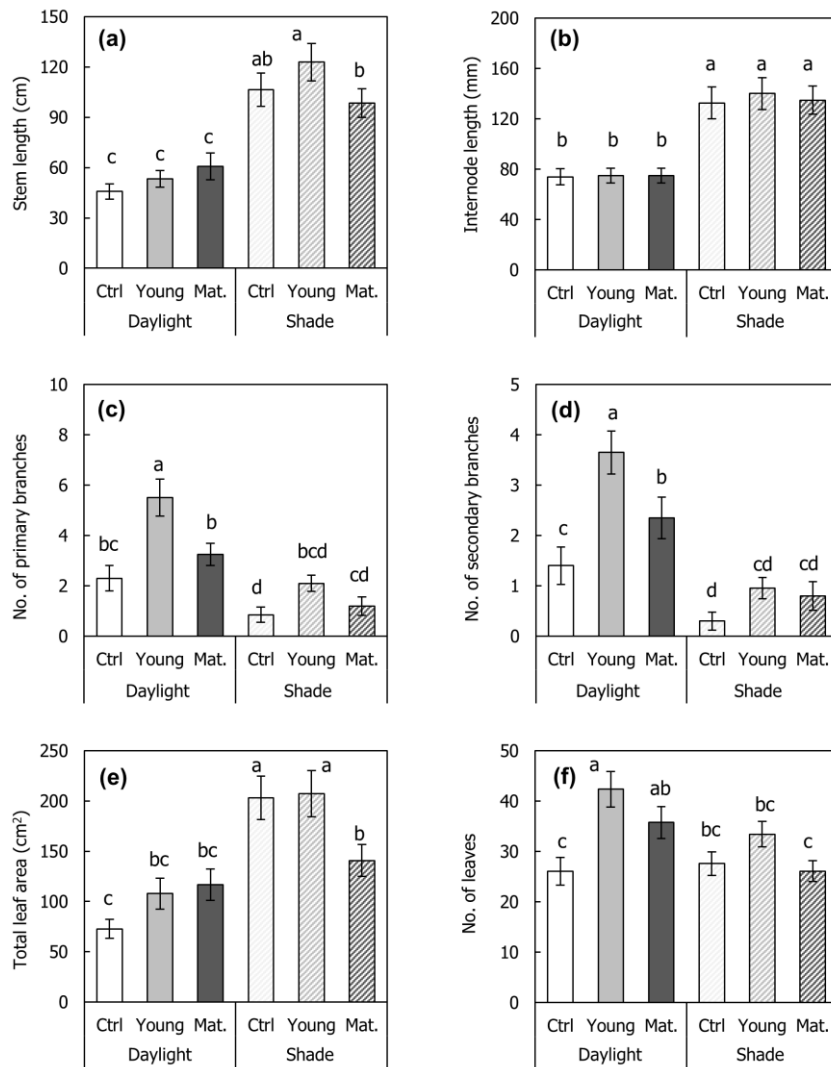 (a)
Stem length (cm)
150
120
90
60
30
0
c c c ab a b
Ctrl Young Mat. Ctrl Young Mat.
Daylight Shade
(b)
Internode length (mm)
200
160
120
80
40
0
b b b a a a
Ctrl Young Mat. Ctrl Young Mat.
Daylight Shade
(c)
No. of primary branches
10
8
6
4
2
0
bc a b d bcd cd
Ctrl Young Mat. Ctrl Young Mat.
Daylight Shade
(d)
No. of secondary branches
5
4
3
2
1
0
c a b d cd cd
Ctrl Young Mat. Ctrl Young Mat.
Daylight Shade
(e)
Total leaf area (cm²)
250
200
150
100
50
0
c bc bc a a b
Ctrl Young Mat. Ctrl Young Mat.
Daylight Shade
(f)
No. of leaves
50
40
30
20
10
0
c a ab bc bc c
Ctrl Young Mat. Ctrl Young Mat.
Daylight Shade